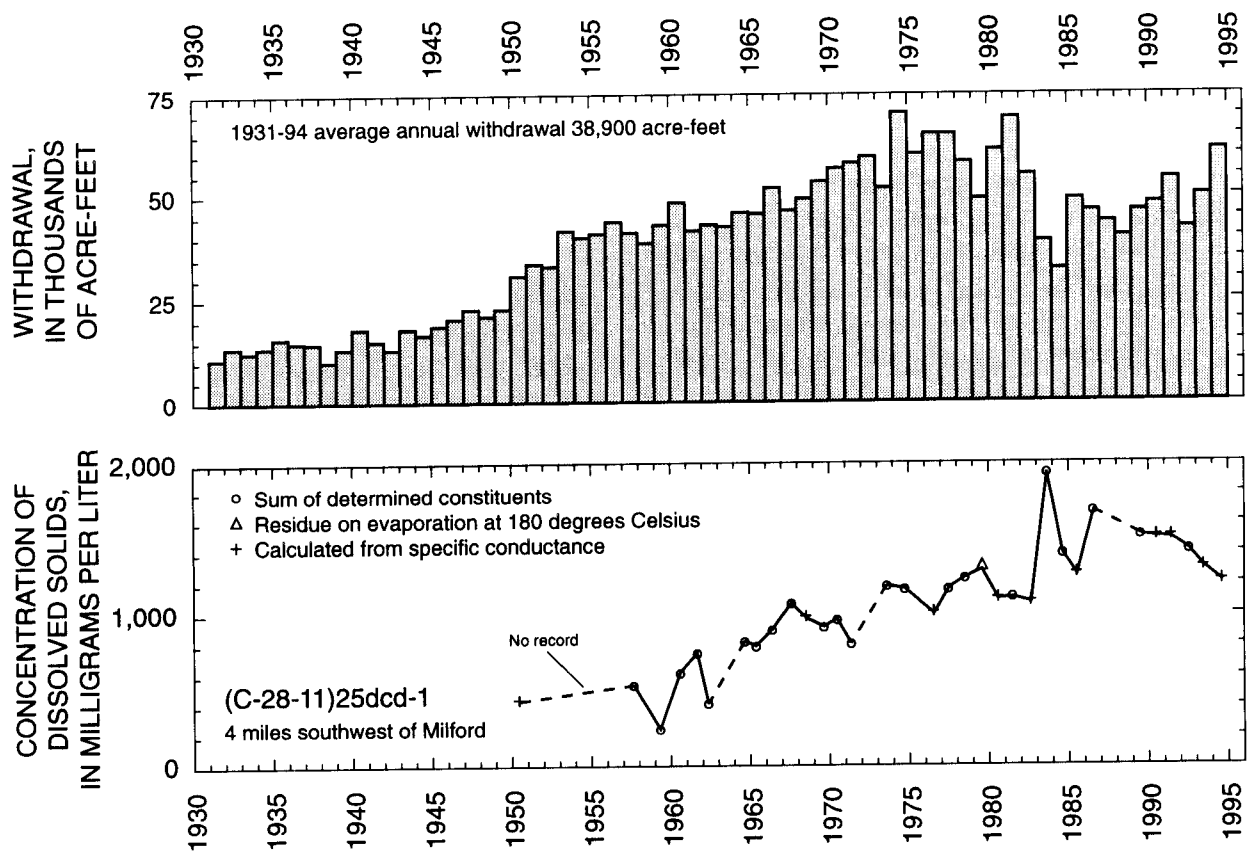 1930 1935 1940 1945 1950 1955 1960 1965 1970 1975 1980 1985 1990 1995
WITHDRAWAL,
IN THOUSANDS
OF ACRE-FEET
75
50
25
0
1931-94 average annual withdrawal 38,900 acre-feet
CONCENTRATION OF
DISSOLVED SOLIDS,
IN MILLIGRAMS PER LITER
2,000
1,000
0
Sum of determined constituents
Residue on evaporation at 180 degrees Celsius
Calculated from specific conductance
No record
(C-28-11)25dcd-1
4 miles southwest of Milford
1930 1935 1940 1945 1950 1955 1960 1965 1970 1975 1980 1985 1990 1995